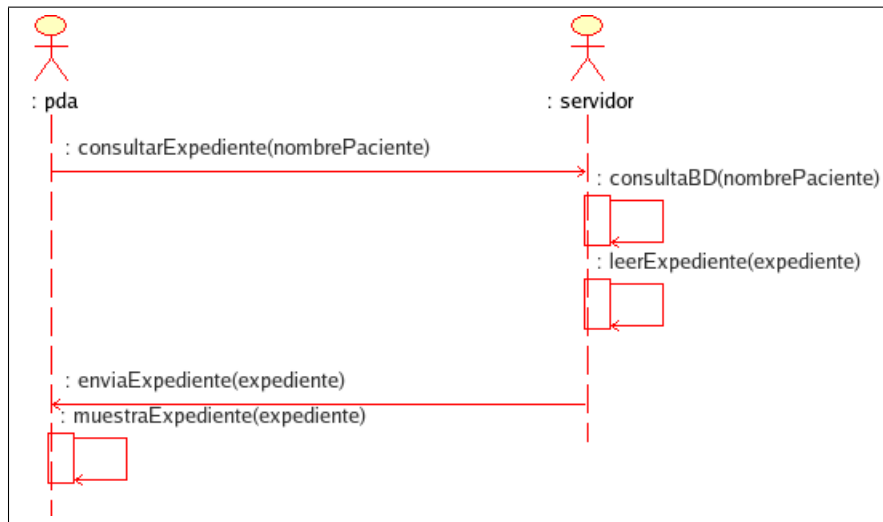 : pda
: servidor
: consultarExpediente(nombrePaciente)
: consultaBD(nombrePaciente)
: leerExpediente(expediente)
: enviaExpediente(expediente)
: muestraExpediente(expediente)